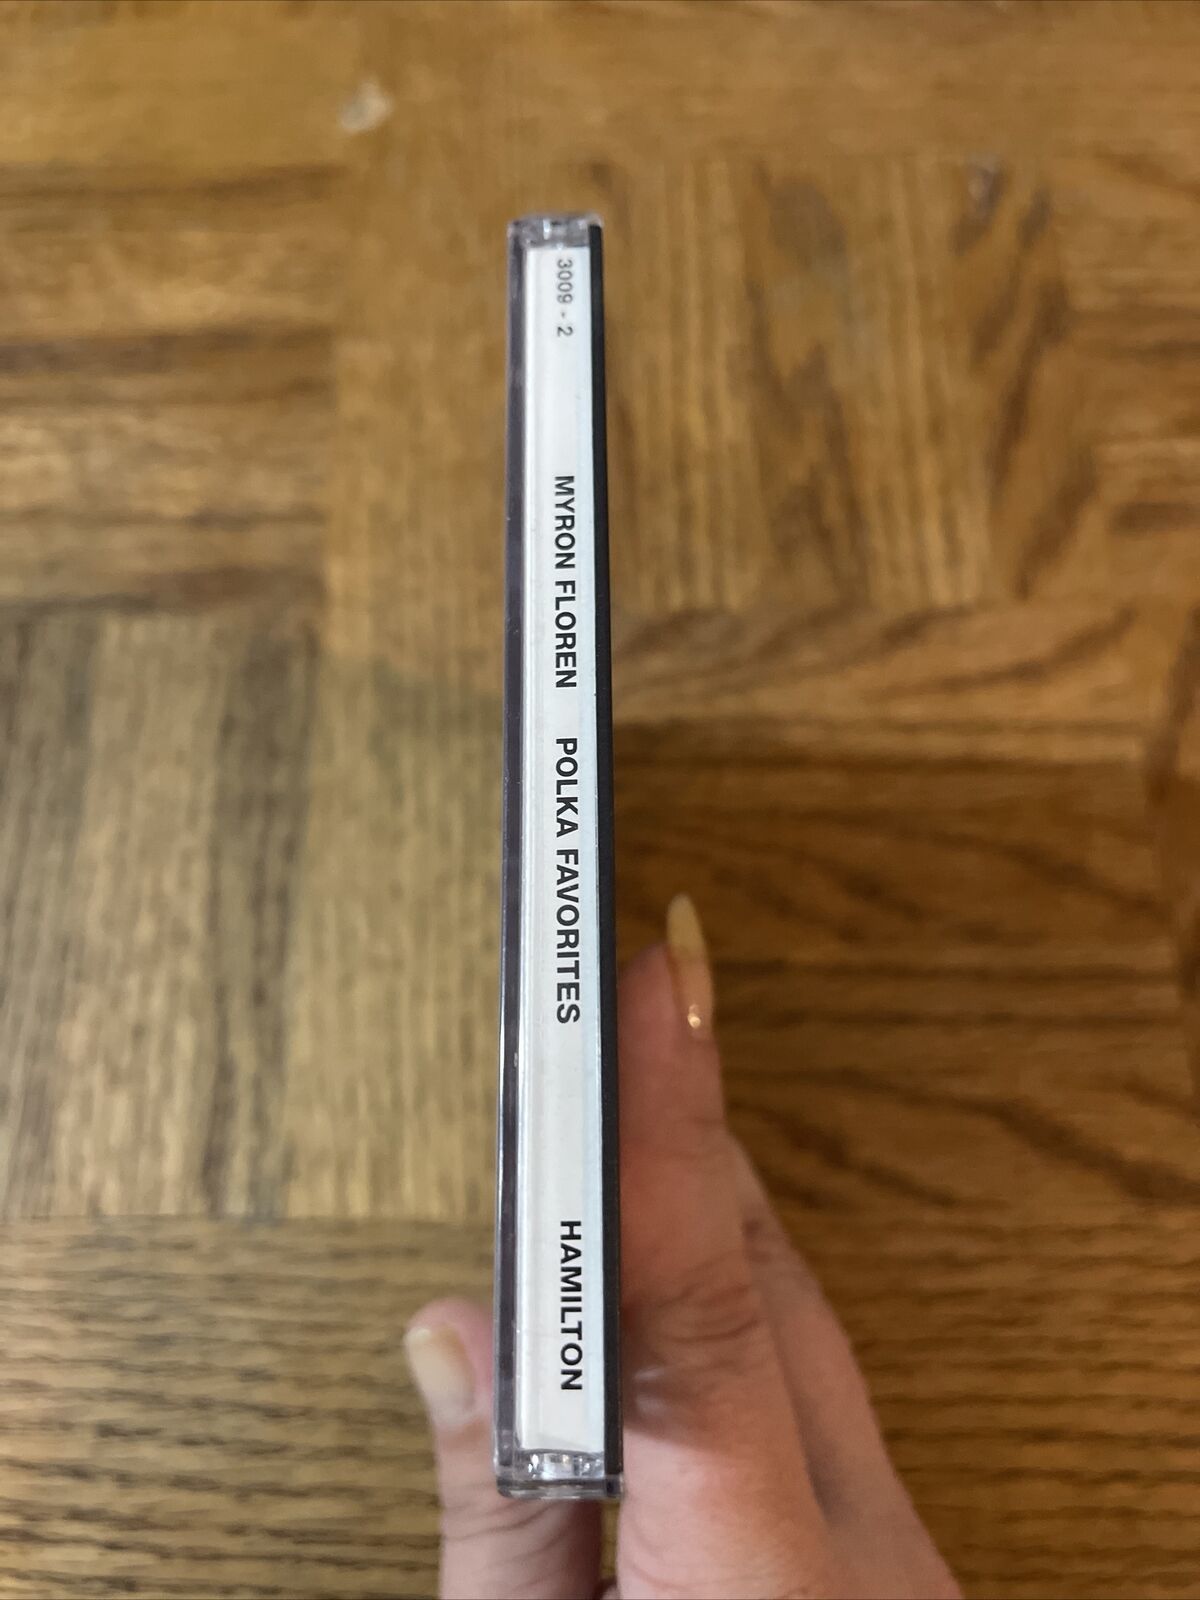 3009 - 2
MYRON FLOREN POLKA FAVORITES
HAMILTON